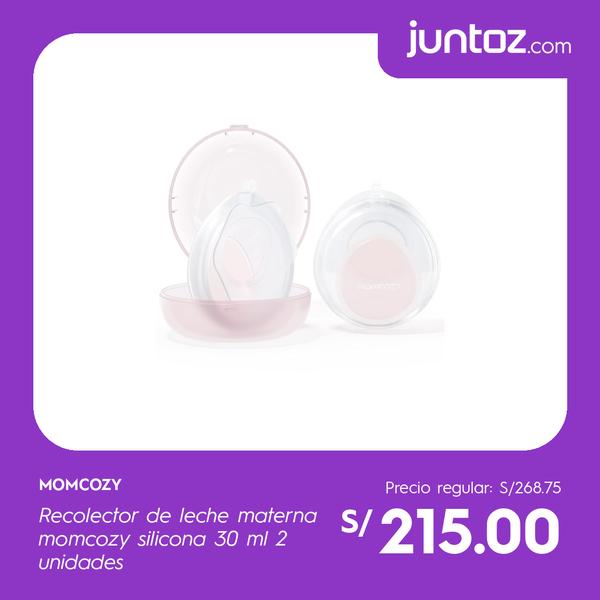 juntoz.com
momcozy
MOMCOZY
Recolector de leche materna
momcozy silicona 30 ml 2
unidades
Precio regular: S/268.75
S/215.00